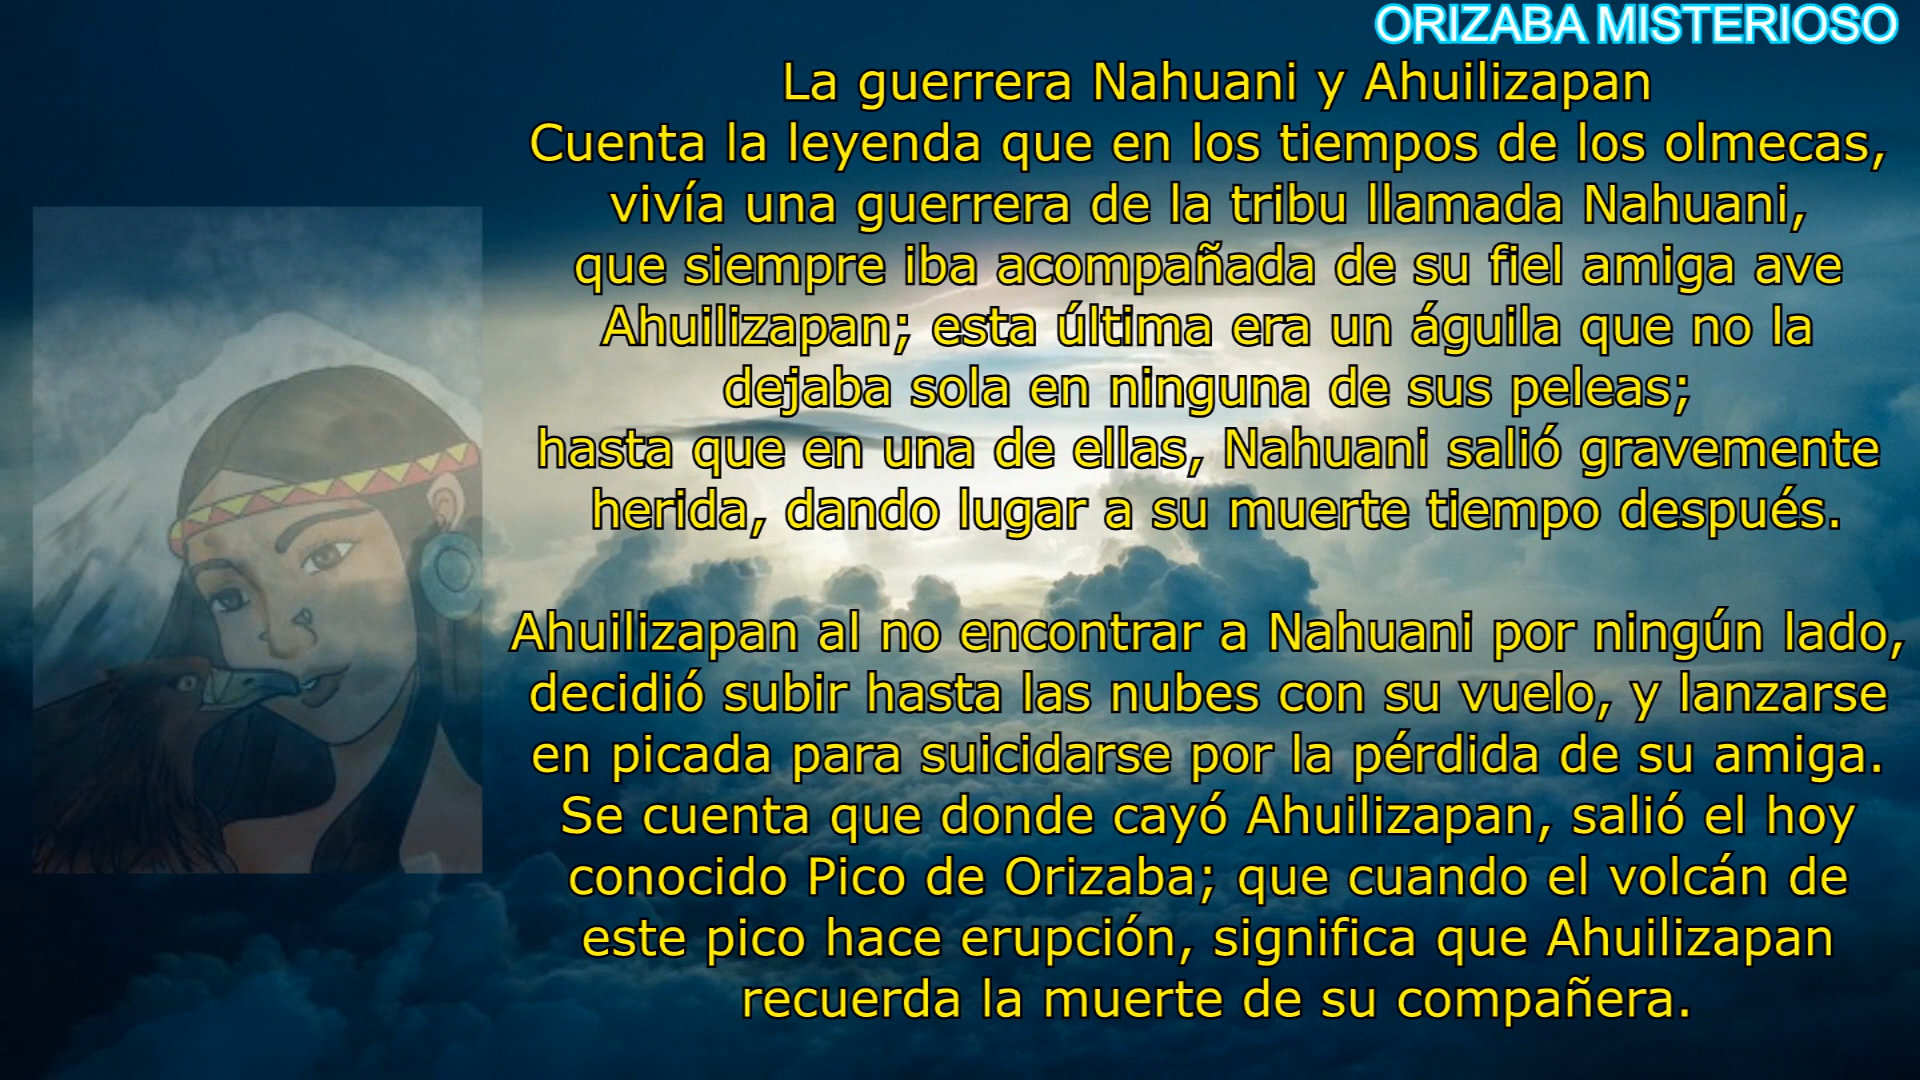 ORIZABA MISTERIOSO
La guerrera Nahuani y Ahuilizapan
Cuenta la leyenda que en los tiempos de los olmecas,
vivía una guerrera de la tribu llamada Nahuani,
que siempre iba acompañada de su fiel amiga ave
Ahuilizapan; esta última era un águila que no la
dejaba sola en ninguna de sus peleas;
hasta que en una de ellas, Nahuani salió gravemente
herida, dando lugar a su muerte tiempo después.
Ahuilizapan al no encontrar a Nahuani por ningún lado,
decidió subir hasta las nubes con su vuelo, y lanzarse
en picada para suicidarse por la pérdida de su amiga.
Se cuenta que donde cayó Ahuilizapan, salió el hoy
conocido Pico de Orizaba; que cuando el volcán de
este pico hace erupción, significa que Ahuilizapan
recuerda la muerte de su compañera.